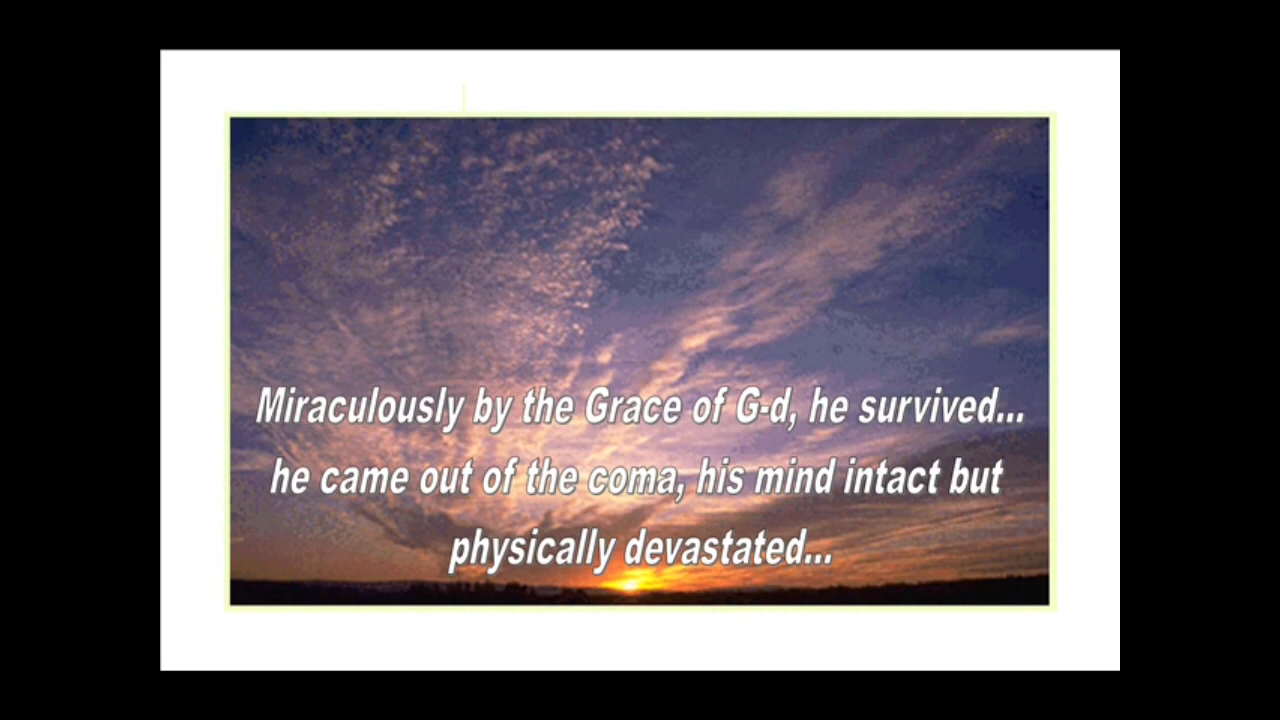 Miraculously by the Grace of G-d, he survived...
he came out of the coma, his mind intact but
physically devastated...